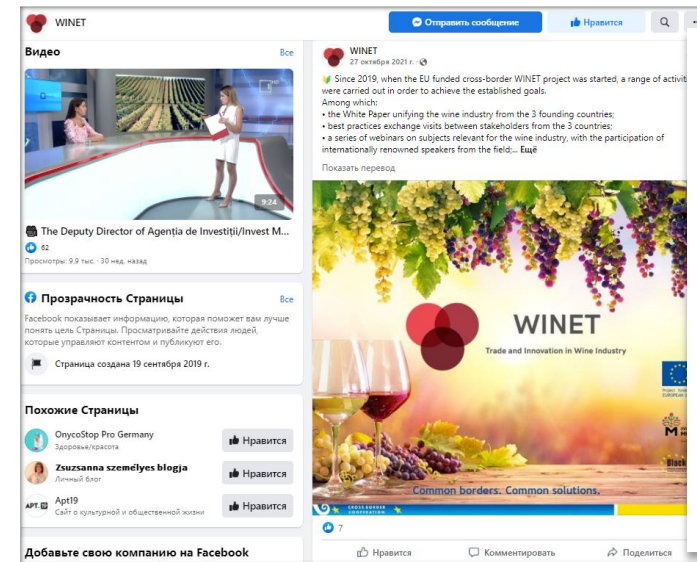 WINET
Отправить сообщение
Нравится
Видео
Все
9:24
The Deputy Director of Agenția de Investiții/Invest M...
62
Просмотры: 9,9 тыс. · 30 нед. назад
Прозрачность Страницы
Все
Facebook показывает информацию, которая поможет вам лучше
понять цель Страницы. Просматривайте действия людей,
которые управляют контентом и публикуют его.
Страница создана 19 сентября 2019 г.
Похожие Страницы
OnycoStop Pro Germany
Здоровье/красота
Нравится
Zsuzsanna személyes blogja
Личный блог
Нравится
APT.
Apt19
Сайт о культурной и общественной жизни
Нравится
Добавьте свою компанию на Facebook
WINET
27 октября 2021 г.
Since 2019, when the EU funded cross-border WINET project was started, a range of activiti
were carried out in order to achieve the established goals.
Among which:
• the White Paper unifying the wine industry from the 3 founding countries;
• best practices exchange visits between stakeholders from the 3 countries;
• a series of webinars on subjects relevant for the wine industry, with the participation of
internationally renowned speakers from the field;... Ещё
Показать перевод
WINET
Trade and Innovation in Wine Industry
Common borders. Common solutions.
CROSS BORDER
COOPERATION
7
Нравится
Комментировать
Поделиться